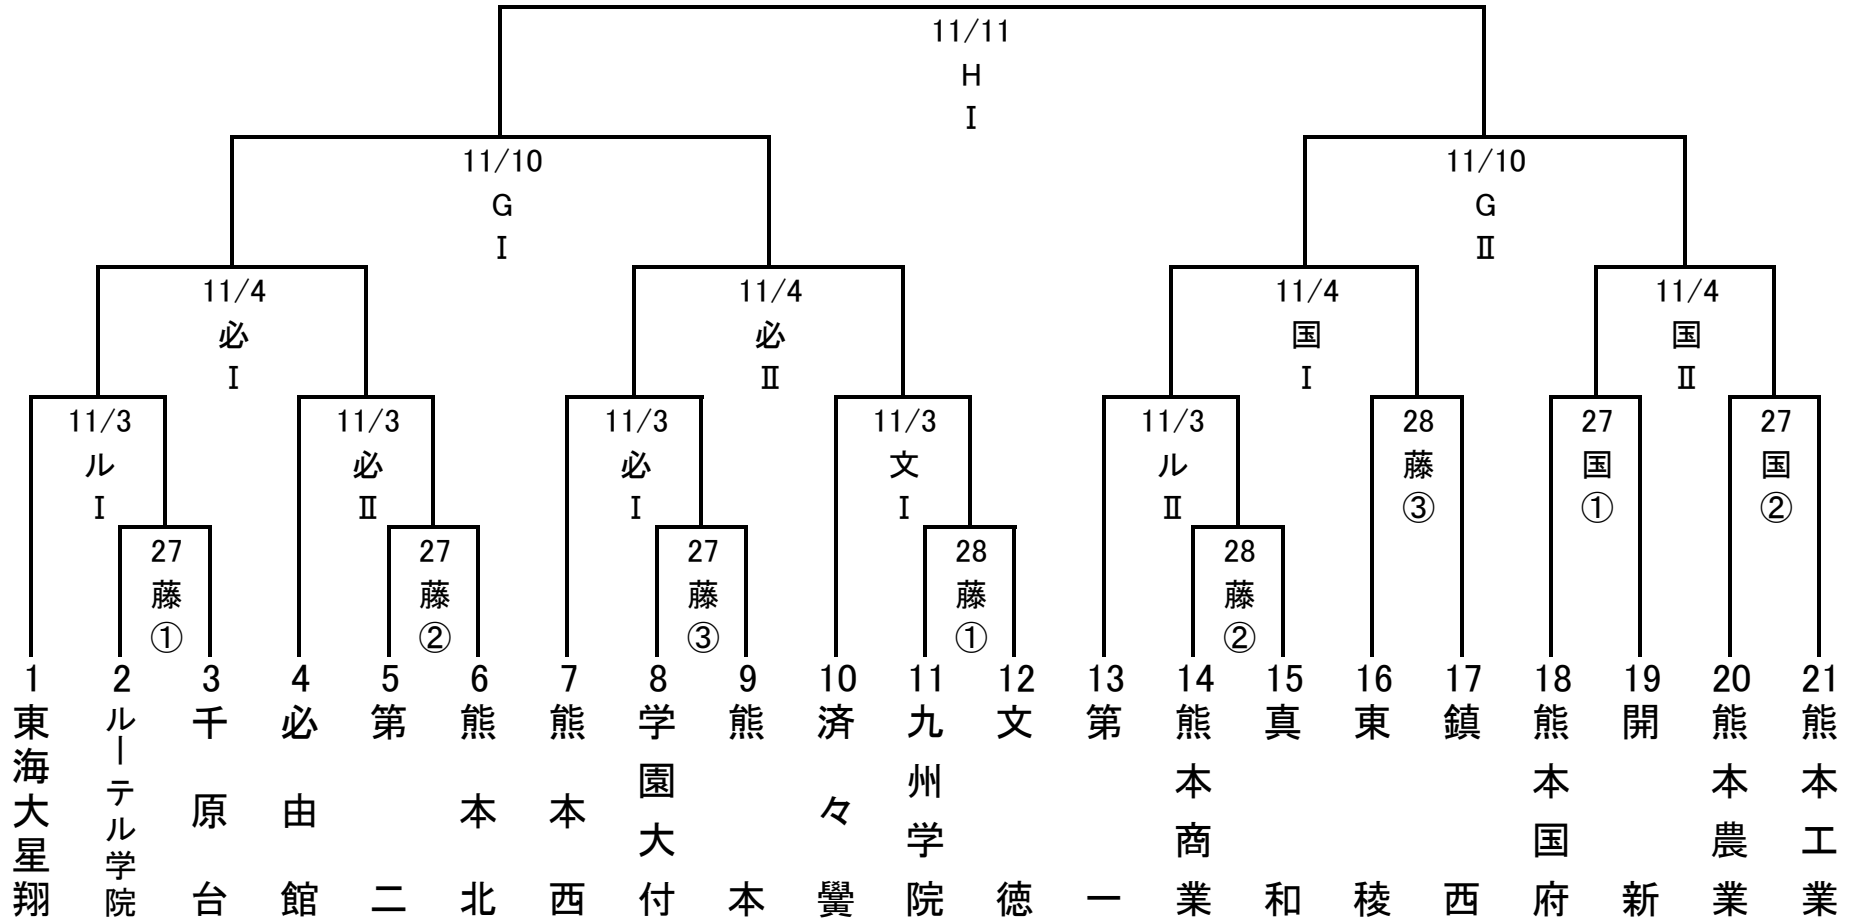 11/11
H
Ⅰ
11/10
G
Ⅰ
11/10
G
Ⅱ
11/4
必
Ⅰ
11/4
必
Ⅱ
11/4
国
Ⅰ
11/4
国
Ⅱ
11/3
ル
Ⅰ
11/3
必
Ⅱ
11/3
必
Ⅰ
11/3
文
Ⅰ
11/3
ル
Ⅱ
28
藤
③
27
国
①
27
国
②
27
藤
①
27
藤
②
27
藤
③
28
藤
①
28
藤
②
1
東海大星翔
2
ルーテル学院
3
千原台
4
必由館
5
第二
6
熊本北
7
熊本西
8
学園大付
9
熊本
10
済々黌
11
九州学院
12
文徳
13
第一
14
熊本商業
15
真和
16
東稜
17
鎮西
18
熊本国府
19
開新
20
熊本農業
21
熊本工業